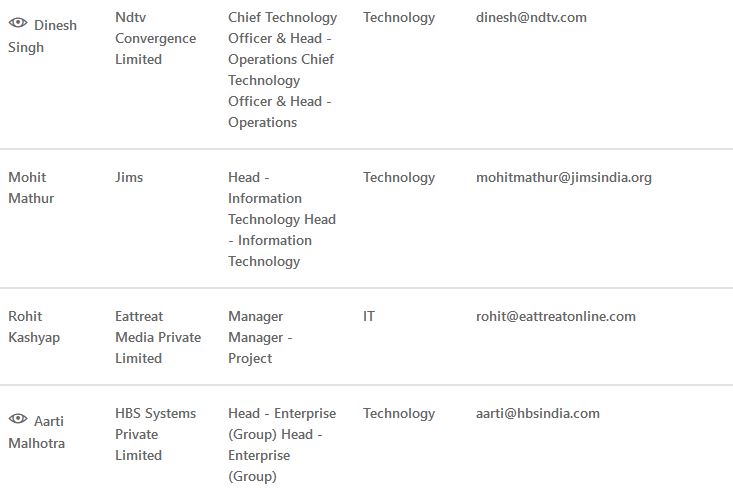 Dinesh
Singh
Ndtv
Convergence
Limited
Chief Technology
Officer & Head -
Operations Chief
Technology
Officer & Head -
Operations
Technology
dinesh@ndtv.com
Mohit
Mathur
Jims
Head -
Information
Technology Head
- Information
Technology
Technology
mohitmathur@jimsindia.org
Rohit
Kashyap
Eattreat
Media Private
Limited
Manager
Manager -
Project
IT
rohit@eattreatonline.com
Aarti
Malhotra
HBS Systems
Private
Limited
Head - Enterprise
(Group) Head -
Enterprise
(Group)
Technology
aarti@hbsindia.com